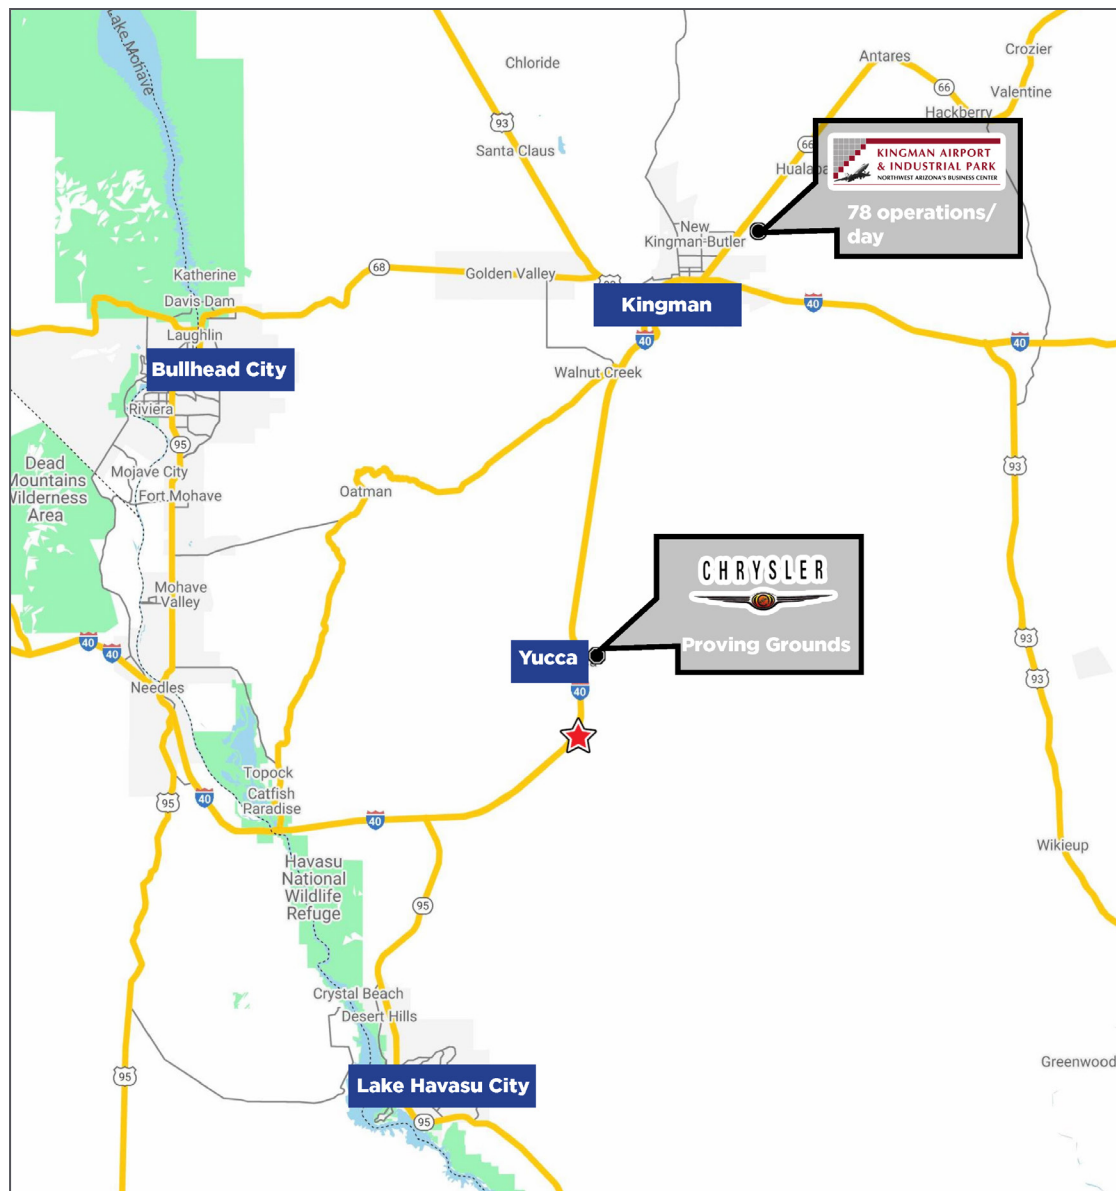 Lake Mohave
Chloride
Antares
Crozier
66
Valentine
Hackberry
93
Santa Claus
66
KINGMAN AIRPORT
& INDUSTRIAL PARK
NORTHWEST ARIZONA'S BUSINESS CENTER
78 operations/
day
New
Kingman-Butler
Katherine
68
Golden Valley
Davis Dam
Kingman
40
Laughlin
40
40
Bullhead City
Walnut Creek
Riviera
95
Dead
Mountains
Wilderness
Area
Mojave City
Fort Mohave
Oatman
93
CHRYSLER
Proving Grounds
Mohave
Valley
40
40
Yucca
93
93
Needles
40
Topock
Catfish
Paradise
95
40
40
Wikieup
Havasu
National
Wildlife
Refuge
95
Crystal Beach
Desert Hills
95
Greenwood
Lake Havasu City
95